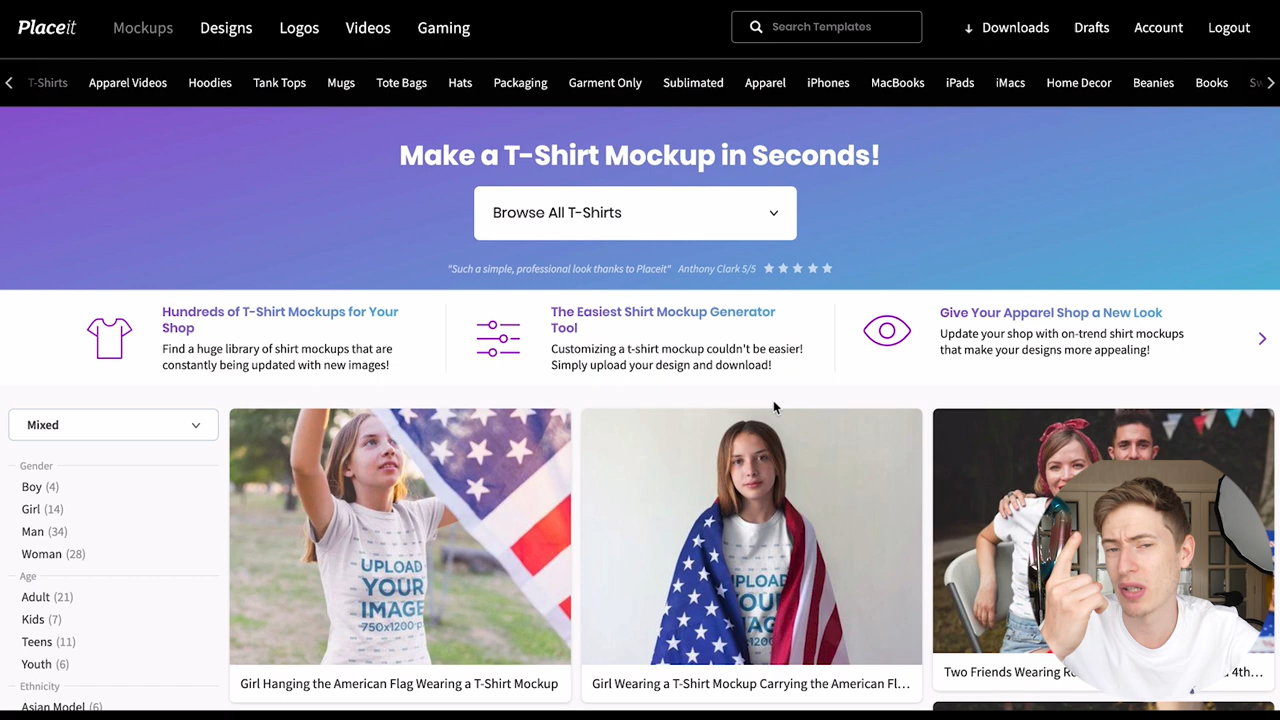 Placeit
Mockups
Designs
Logos
Videos
Gaming
Search Templates
Downloads
Drafts
Account
Logout
T-Shirts
Apparel Videos
Hoodies
Tank Tops
Mugs
Tote Bags
Hats
Packaging
Garment Only
Sublimated
Apparel
iPhones
MacBooks
iPads
iMacs
Home Decor
Beanies
Books
Make a T-Shirt Mockup in Seconds!
Browse All T-Shirts
"Such a simple, professional look thanks to Placeit" Anthony Clark 5/5
Hundreds of T-Shirt Mockups for Your
Shop
Find a huge library of shirt mockups that are
constantly being updated with new images!
The Easiest Shirt Mockup Generator
Tool
Customizing a t-shirt mockup couldn't be easier!
Simply upload your design and download!
Give Your Apparel Shop a New Look
Update your shop with on-trend shirt mockups
that make your designs more appealing!
Mixed
Gender
Boy (4)
Girl (14)
Man (34)
Woman (28)
Age
Adult (21)
Kids (7)
Teens (11)
Youth (6)
Ethnicity
Asian Model (6)
UPLOAD
YOUR
IMAGE
750x1200
Girl Hanging the American Flag Wearing a T-Shirt Mockup
Girl Wearing a T-Shirt Mockup Carrying the American Fl...
Two Friends Wearing
4th...